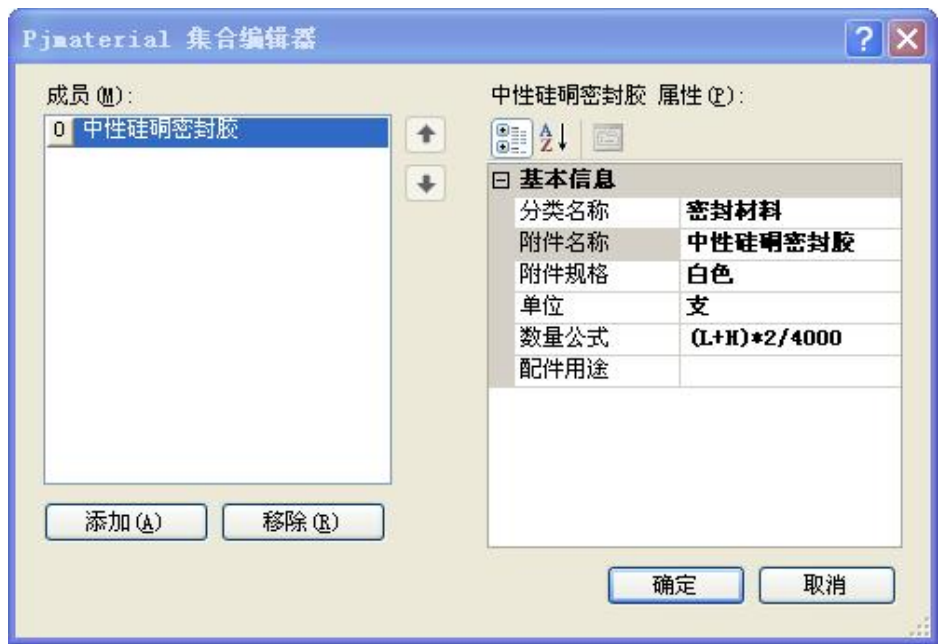 Pjmaterial 集合编辑器
成员(M):
0 中性硅硐密封胶
添加(A) 移除(R)
中性硅硐密封胶 属性(P):
基本信息
分类名称 密封材料
附件名称 中性硅硐密封胶
附件规格 白色
单位 支
数量公式 (L+H)*2/4000
配件用途
确定 取消